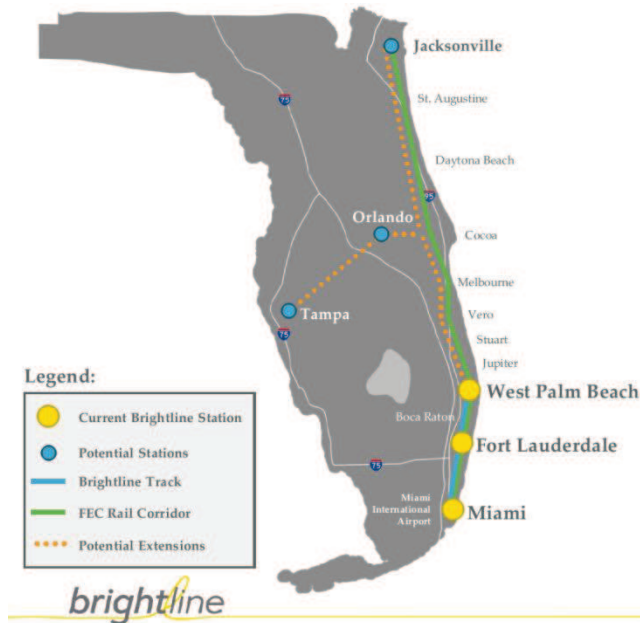 Jacksonville
75
St. Augustine
Daytona Beach
95
Orlando
Cocoa
Melbourne
Tampa
Vero
75
Stuart
Jupiter
West Palm Beach
Boca Raton
Fort Lauderdale
75
Miami
International
Airport
Miami
Legend:
Current Brightline Station
Potential Stations
Brightline Track
FEC Rail Corridor
Potential Extensions
brightline